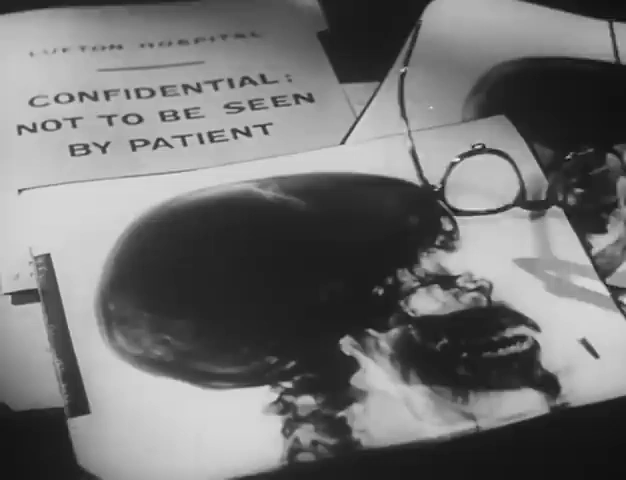 LUFTON HOSPITAL
CONFIDENTIAL:
NOT TO BE SEEN
BY PATIENT